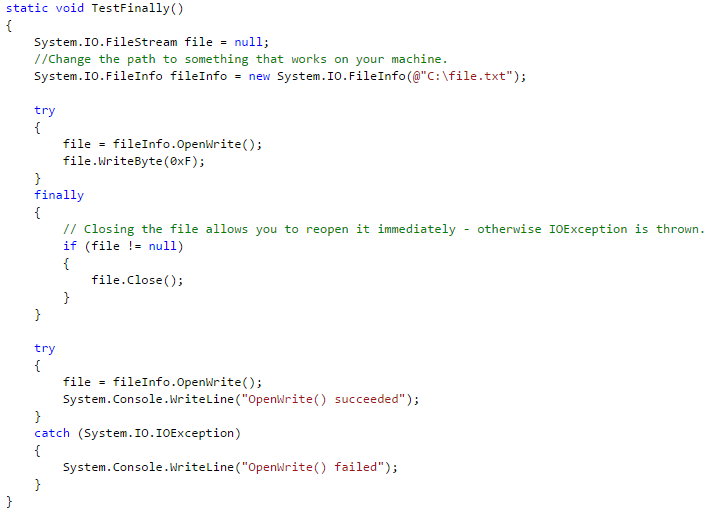 static void TestFinally()
{
    System.IO.FileStream file = null;
    //Change the path to something that works on your machine.
    System.IO.FileInfo fileInfo = new System.IO.FileInfo(@"C:\file.txt");

    try
    {
        file = fileInfo.OpenWrite();
        file.WriteByte(0xF);
    }
    finally
    {
        // Closing the file allows you to reopen it immediately - otherwise IOException is thrown.
        if (file != null)
        {
            file.Close();
        }
    }

    try
    {
        file = fileInfo.OpenWrite();
        System.Console.WriteLine("OpenWrite() succeeded");
    }
    catch (System.IO.IOException)
    {
        System.Console.WriteLine("OpenWrite() failed");
    }
}